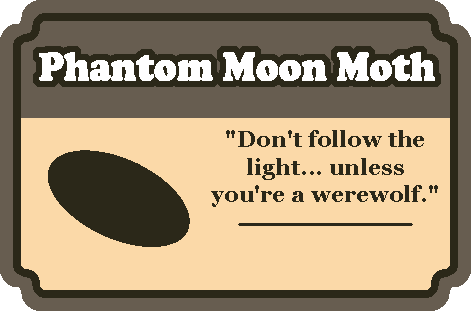 Phantom Moon Moth
"Don't follow the
light... unless
you're a werewolf."